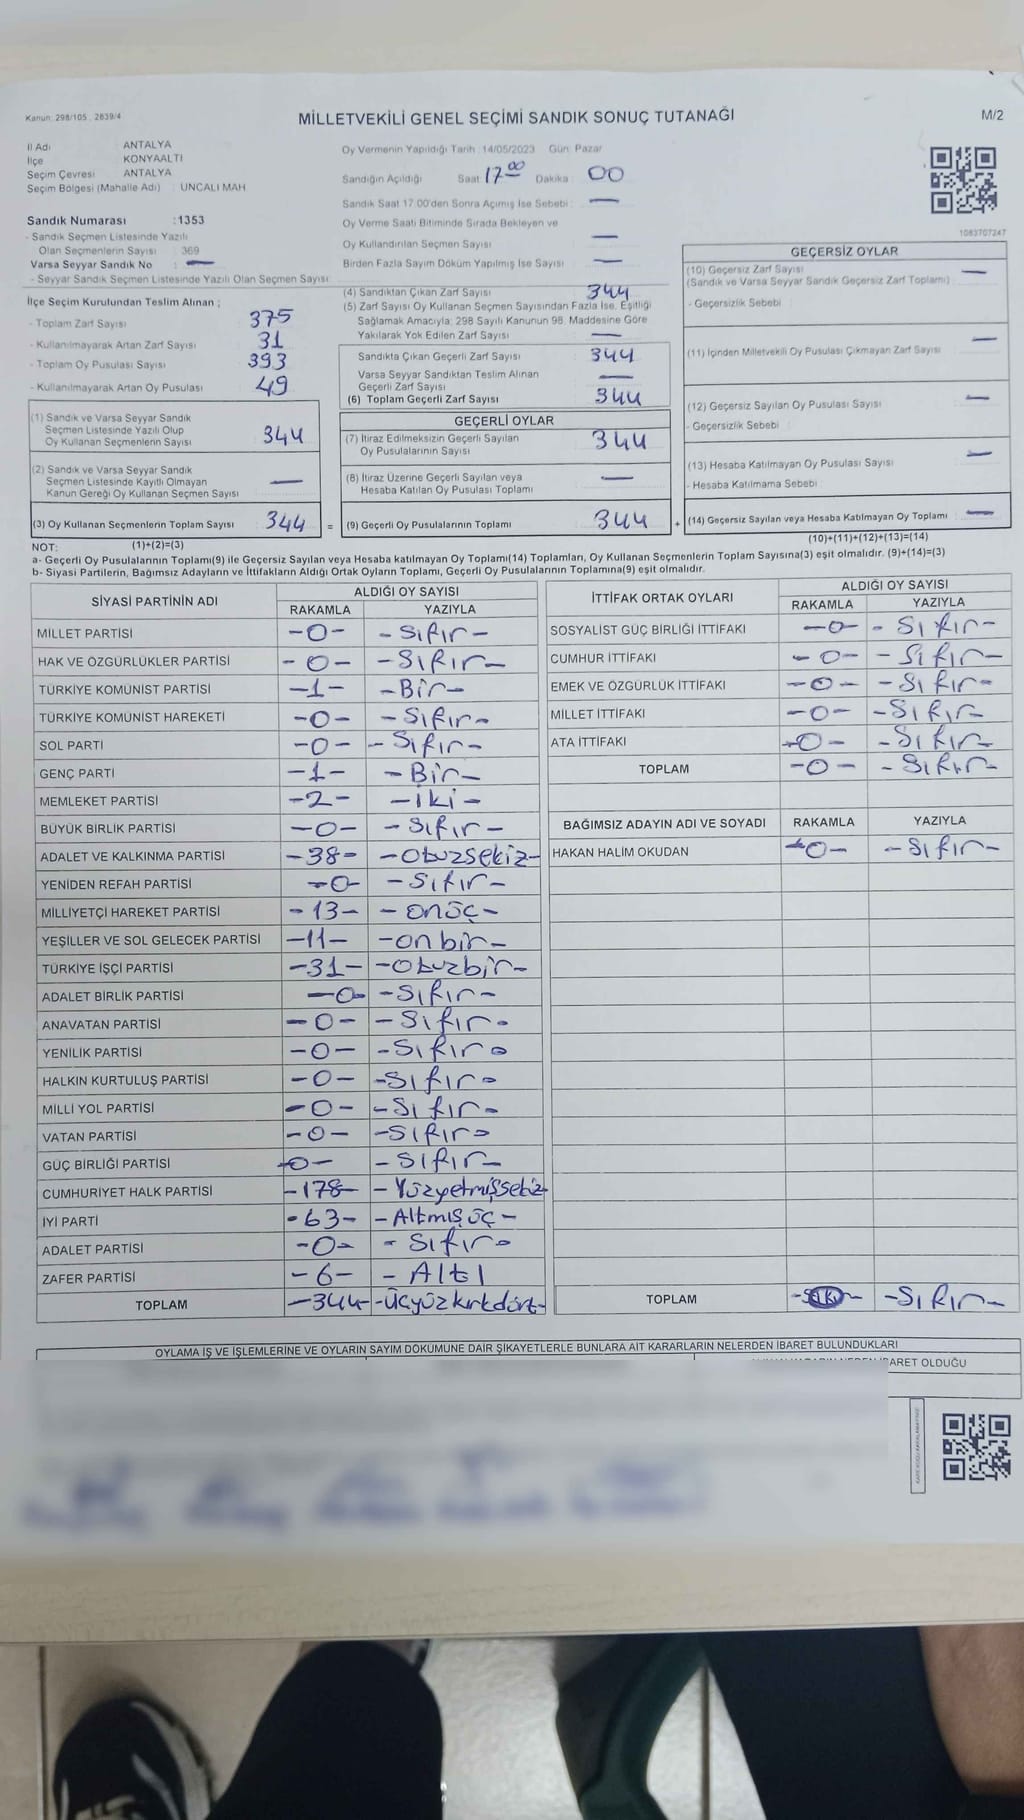 Kanun: 298/105, 2839/4
MİLLETVEKİLİ GENEL SEÇİMİ SANDIK SONUÇ TUTANAĞI
M/2
İl Adı ANTALYA
İlçe KONYAALTI
Seçim Çevresi ANTALYA
Seçim Bölgesi (Mahalle Adı) : UNCALI MAH
Sandık Numarası :1353
- Sandık Seçmen Listesinde Yazılı
Olan Seçmenlerin Sayısı : 369
Varsa Seyyar Sandık No : —
- Seyyar Sandık Seçmen Listesinde Yazılı Olan Seçmen Sayısı :
İlçe Seçim Kurulundan Teslim Alınan ;
- Toplam Zarf Sayısı 375
- Kullanılmayarak Artan Zarf Sayısı 31
- Toplam Oy Pusulası Sayısı 393
- Kullanılmayarak Artan Oy Pusulası 49
(1) Sandık ve Varsa Seyyar Sandık
Seçmen Listesinde Yazılı Olup
Oy Kullanan Seçmenlerin Sayısı 344
(2) Sandık ve Varsa Seyyar Sandık
Seçmen Listesinde Kayıtlı Olmayan
Kanun Gereği Oy Kullanan Seçmen Sayısı —
(3) Oy Kullanan Seçmenlerin Toplam Sayısı 344 =
(1)+(2)=(3)
Oy Vermenin Yapıldığı Tarih : 14/05/2023 Gün: Pazar
Sandığın Açıldığı Saat 17 00 Dakika : 00
Sandık Saat 17.00'den Sonra Açılmış İse Sebebi : —
Oy Verme Saati Bitiminde Sırada Bekleyen ve
Oy Kullandırılan Seçmen Sayısı —
Birden Fazla Sayım Döküm Yapılmış İse Sayısı —
(4) Sandıktan Çıkan Zarf Sayısı 344
(5) Zarf Sayısı Oy Kullanan Seçmen Sayısından Fazla İse, Eşitliği
Sağlamak Amacıyla; 298 Sayılı Kanunun 98. Maddesine Göre
Yakılarak Yok Edilen Zarf Sayısı —
Sandıkta Çıkan Geçerli Zarf Sayısı 344
Varsa Seyyar Sandıktan Teslim Alınan
Geçerli Zarf Sayısı —
(6) Toplam Geçerli Zarf Sayısı 344
GEÇERLİ OYLAR
(7) İtiraz Edilmeksizin Geçerli Sayılan
Oy Pusulalarının Sayısı 344
(8) İtiraz Üzerine Geçerli Sayılan veya
Hesaba Katılan Oy Pusulası Toplamı —
(9) Geçerli Oy Pusulalarının Toplamı 344 +
1083707247
GEÇERSİZ OYLAR
(10) Geçersiz Zarf Sayısı —
(Sandık ve Varsa Seyyar Sandık Geçersiz Zarf Toplamı)
- Geçersizlik Sebebi :
(11) İçinden Milletvekili Oy Pusulası Çıkmayan Zarf Sayısı —
(12) Geçersiz Sayılan Oy Pusulası Sayısı —
- Geçersizlik Sebebi :
(13) Hesaba Katılmayan Oy Pusulası Sayısı —
- Hesaba Katılmama Sebebi :
(14) Geçersiz Sayılan veya Hesaba Katılmayan Oy Toplamı —
(10)+(11)+(12)+(13)=(14)
NOT:
a- Geçerli Oy Pusulalarının Toplamı(9) ile Geçersiz Sayılan veya Hesaba katılmayan Oy Toplamı(14) Toplamları, Oy Kullanan Seçmenlerin Toplam Sayısına(3) eşit olmalıdır. (9)+(14)=(3)
b- Siyasi Partilerin, Bağımsız Adayların ve İttifakların Aldığı Ortak Oyların Toplamı, Geçerli Oy Pusulalarının Toplamına(9) eşit olmalıdır.
SİYASİ PARTİNİN ADI ALDIĞI OY SAYISI
RAKAMLA YAZIYLA
MİLLET PARTİSİ -0- -Sıfır-
HAK VE ÖZGÜRLÜKLER PARTİSİ -0- -Sıfır-
TÜRKİYE KOMÜNİST PARTİSİ -1- -Bir-
TÜRKİYE KOMÜNİST HAREKETİ -0- -Sıfır-
SOL PARTİ -0- -Sıfır-
GENÇ PARTİ -1- -Bir-
MEMLEKET PARTİSİ -2- -iki-
BÜYÜK BİRLİK PARTİSİ -0- -Sıfır-
ADALET VE KALKINMA PARTİSİ -38- -Otuzsekiz-
YENİDEN REFAH PARTİSİ -0- -Sıfır-
MİLLİYETÇİ HAREKET PARTİSİ -13- -onüç-
YEŞİLLER VE SOL GELECEK PARTİSİ -11- -onbir-
TÜRKİYE İŞÇİ PARTİSİ -31- -Otuzbir-
ADALET BİRLİK PARTİSİ -0- -Sıfır-
ANAVATAN PARTİSİ -0- -Sıfır-
YENİLİK PARTİSİ -0- -Sıfır-
HALKIN KURTULUŞ PARTİSİ -0- -Sıfır-
MİLLİ YOL PARTİSİ -0- -Sıfır-
VATAN PARTİSİ -0- -Sıfır-
GÜÇ BİRLİĞİ PARTİSİ -0- -Sıfır-
CUMHURİYET HALK PARTİSİ -178- -Yüzyetmişsekiz-
İYİ PARTİ -63- -Altmışüç-
ADALET PARTİSİ -0- -Sıfır-
ZAFER PARTİSİ -6- -Altı
TOPLAM -344- -Üçyüzkırkdört-
İTTİFAK ORTAK OYLARI ALDIĞI OY SAYISI
RAKAMLA YAZIYLA
SOSYALİST GÜÇ BİRLİĞİ İTTİFAKI -0- -Sıfır-
CUMHUR İTTİFAKI -0- -Sıfır-
EMEK VE ÖZGÜRLÜK İTTİFAKI -0- -Sıfır-
MİLLET İTTİFAKI -0- -Sıfır-
ATA İTTİFAKI -0- -Sıfır-
TOPLAM -0- -Sıfır-
BAĞIMSIZ ADAYIN ADI VE SOYADI RAKAMLA YAZIYLA
HAKAN HALİM OKUDAN -0- -Sıfır-
TOPLAM -Sıfır-
OYLAMA İŞ VE İŞLEMLERİNE VE OYLARIN SAYIM DÖKÜMÜNE DAİR ŞİKAYETLERLE BUNLARA AİT KARARLARIN NELERDEN İBARET BULUNDUKLARI
İBARET OLDUĞU